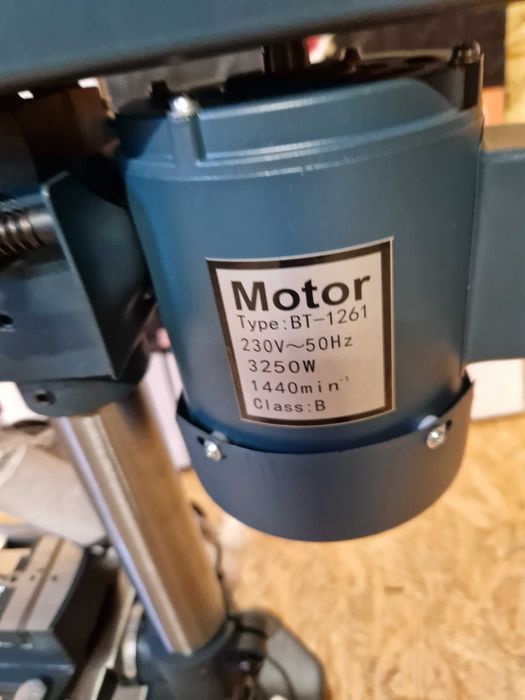 Motor
Type:BT-1261
230V～50Hz
3250W
1440min⁻¹
Class:B